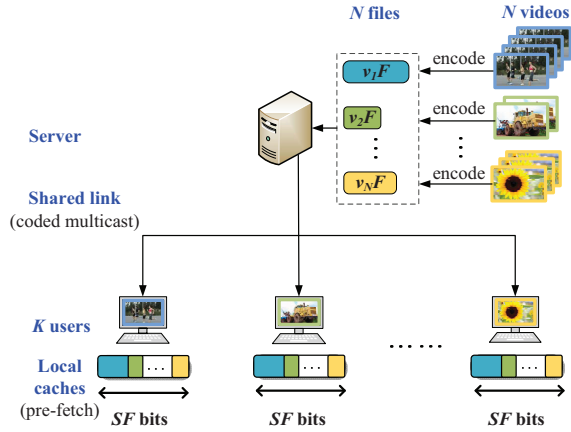 N files
N videos
encode
v1F
encode
v2F
Server
encode
vNF
Shared link
(coded multicast)
K users
Local
caches
(pre-fetch)
SF bits
SF bits
SF bits